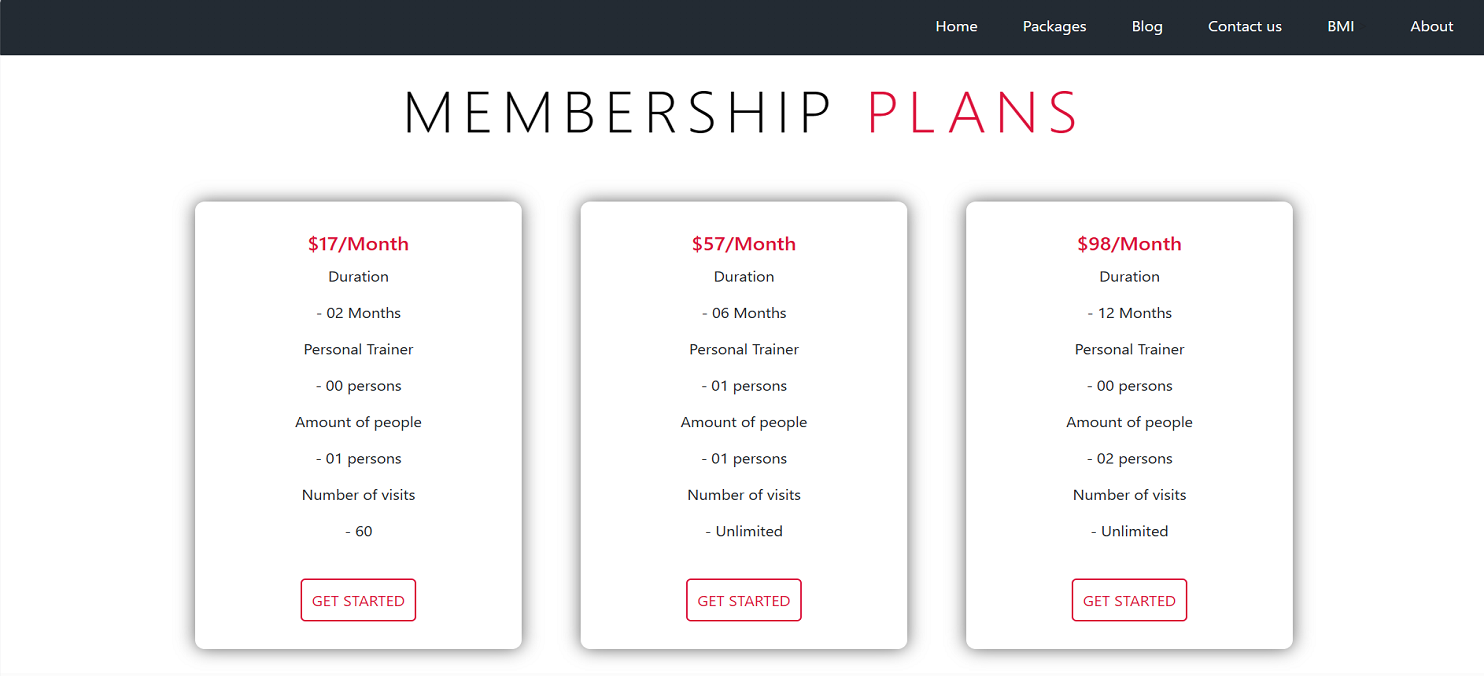 Home Packages Blog Contact us BMI About
MEMBERSHIP PLANS
$17/Month
Duration
- 02 Months
Personal Trainer
- 00 persons
Amount of people
- 01 persons
Number of visits
- 60
GET STARTED
$57/Month
Duration
- 06 Months
Personal Trainer
- 01 persons
Amount of people
- 01 persons
Number of visits
- Unlimited
GET STARTED
$98/Month
Duration
- 12 Months
Personal Trainer
- 00 persons
Amount of people
- 02 persons
Number of visits
- Unlimited
GET STARTED